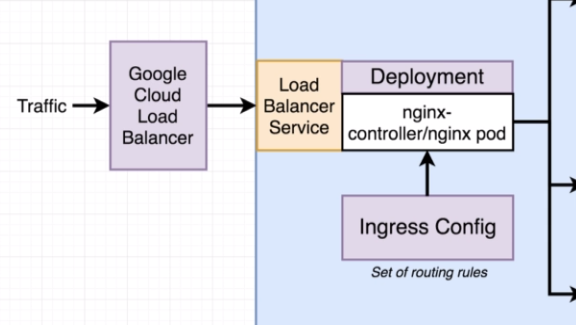 Traffic
Google
Cloud
Load
Balancer
Load
Balancer
Service
Deployment
nginx-
controller/nginx pod
Ingress Config
Set of routing rules